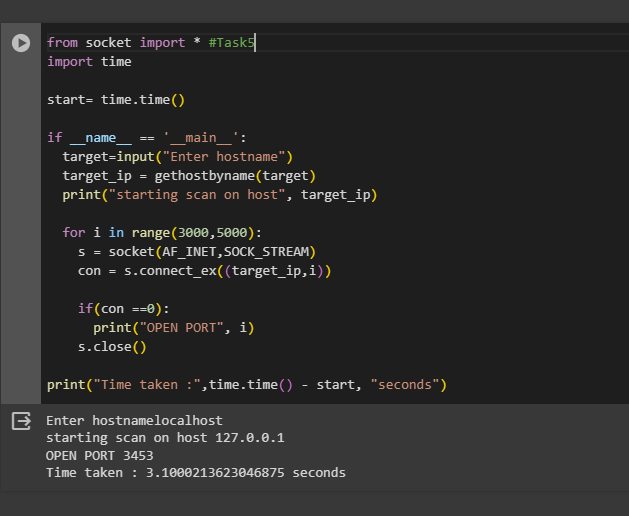 from socket import * #Task5
import time
start= time.time()
if __name__ == '__main__':
target=input("Enter hostname")
target_ip = gethostbyname(target)
print("starting scan on host", target_ip)
for i in range(3000,5000):
s = socket(AF_INET,SOCK_STREAM)
con = s.connect_ex((target_ip,i))
if(con ==0):
print("OPEN PORT", i)
s.close()
print("Time taken :",time.time() - start, "seconds")
Enter hostnamelocalhost
starting scan on host 127.0.0.1
OPEN PORT 3453
Time taken : 3.1000213623046875 seconds